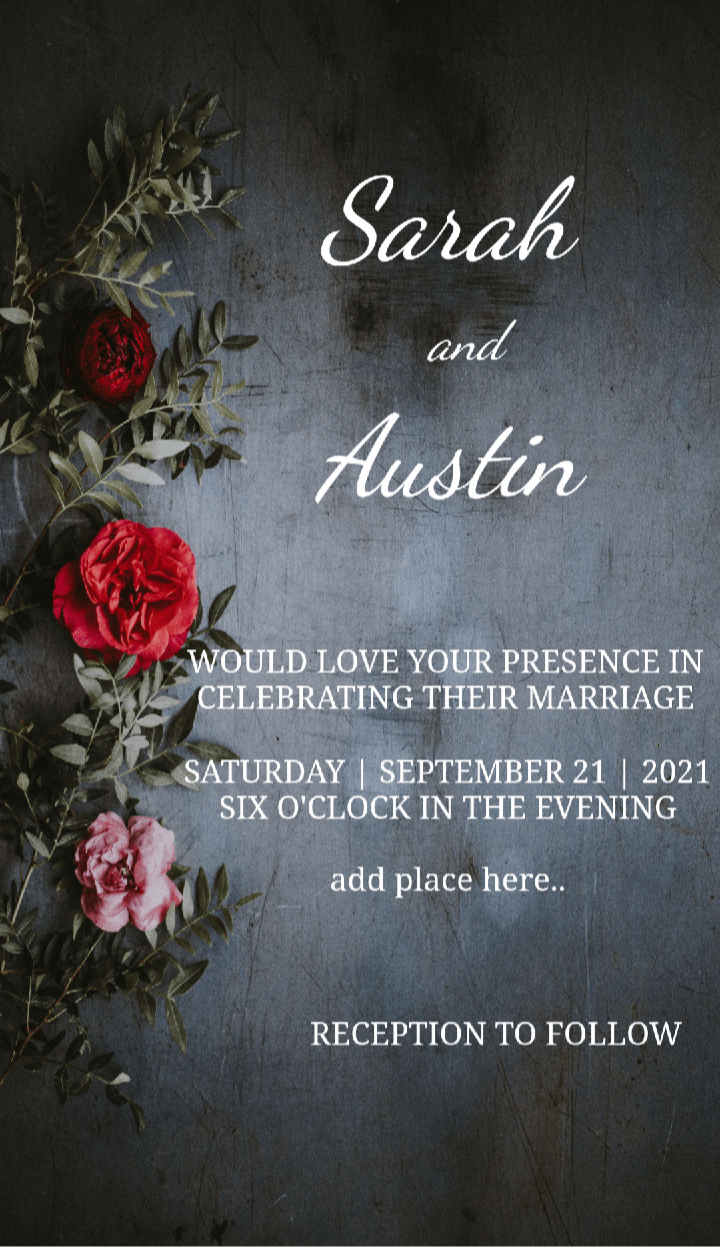 Sarah
and
Austin
WOULD LOVE YOUR PRESENCE IN
CELEBRATING THEIR MARRIAGE
SATURDAY | SEPTEMBER 21 | 2021
SIX O'CLOCK IN THE EVENING
add place here..
RECEPTION TO FOLLOW